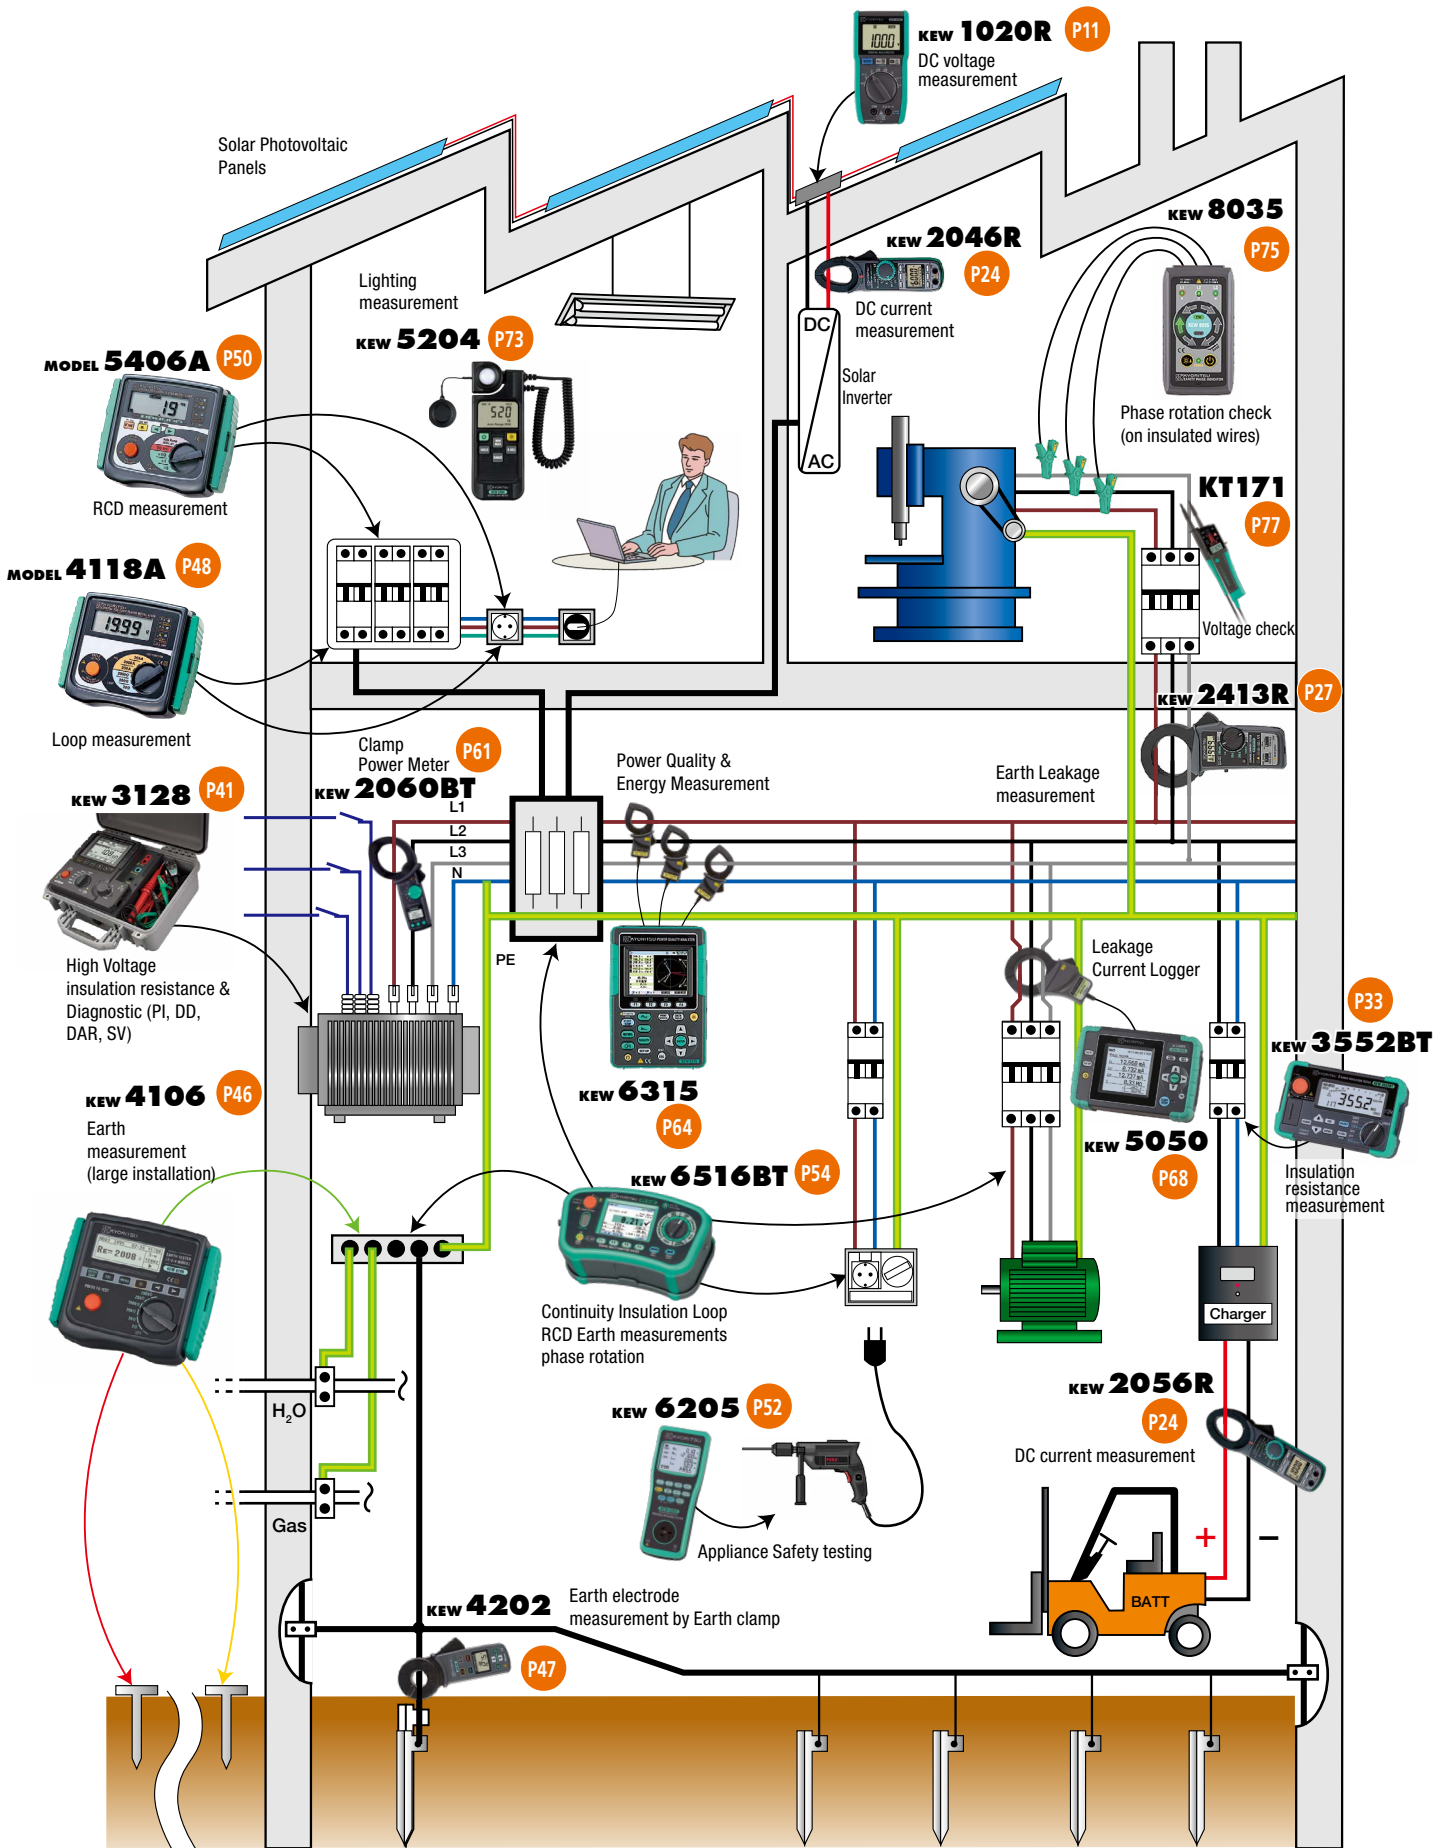 KEW 1020R P11
DC voltage
measurement
Solar Photovoltaic
Panels
KEW 8035
P75
KEW 2046R
P24
DC current
measurement
Lighting
measurement
KEW 5204 P73
MODEL 5406A P50
RCD measurement
DC
AC
Solar
Inverter
Phase rotation check
(on insulated wires)
KT171
P77
Voltage check
MODEL 4118A P48
Loop measurement
KEW 2413R P27
Clamp
Power Meter P61
KEW 2060BT
Power Quality &
Energy Measurement
Earth Leakage
measurement
KEW 3128 P41
High Voltage
insulation resistance &
Diagnostic (PI, DD,
DAR, SV)
L1
L2
L3
N
PE
Leakage
Current Logger
P33
KEW 3552BT
Insulation
resistance
measurement
KEW 6315
P64
KEW 5050
P68
KEW 4106 P46
Earth
measurement
(large installation)
KEW 6516BT P54
Continuity Insulation Loop
RCD Earth measurements
phase rotation
Charger
H2O
Gas
KEW 2056R
P24
DC current measurement
KEW 6205 P52
Appliance Safety testing
+ −
BATT
KEW 4202
P47
Earth electrode
measurement by Earth clamp